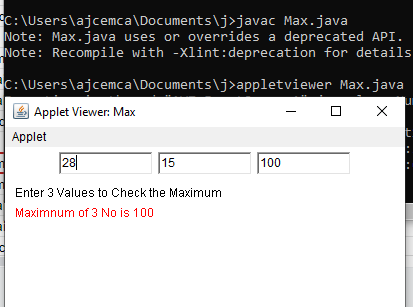 C:\Users\ajcemca\Documents\j>javac Max.java
Note: Max.java uses or overrides a deprecated API.
Note: Recompile with -Xlint:deprecation for details
C:\Users\ajcemca\Documents\j>appletviewer Max.java
Applet Viewer: Max
Applet
28 15 100
Enter 3 Values to Check the Maximum
Maximnum of 3 No is 100